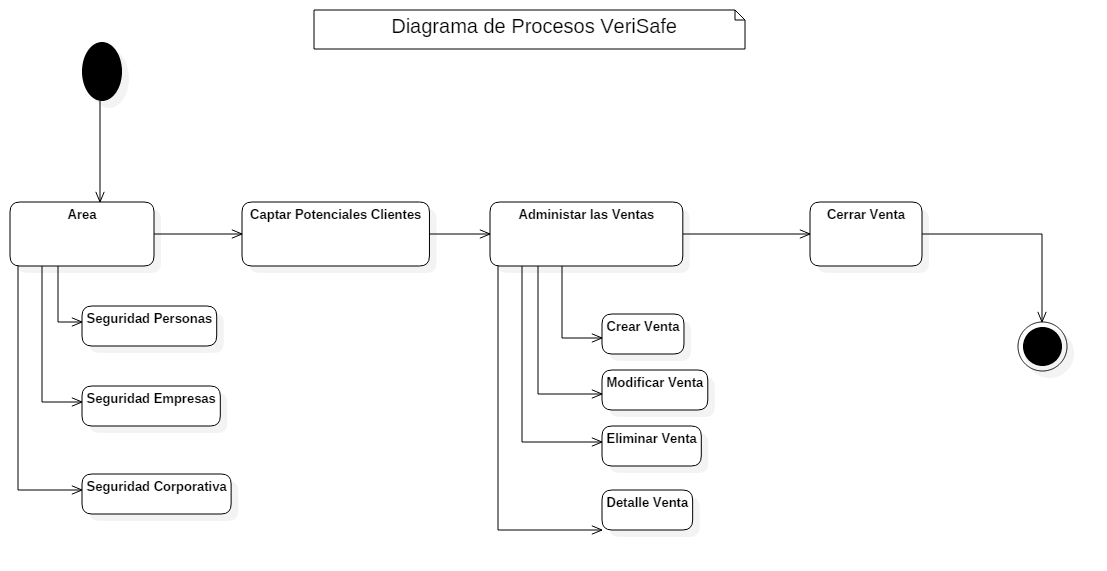 Diagrama de Procesos VeriSafe
Area
Captar Potenciales Clientes
Administar las Ventas
Cerrar Venta
Seguridad Personas
Seguridad Empresas
Seguridad Corporativa
Crear Venta
Modificar Venta
Eliminar Venta
Detalle Venta